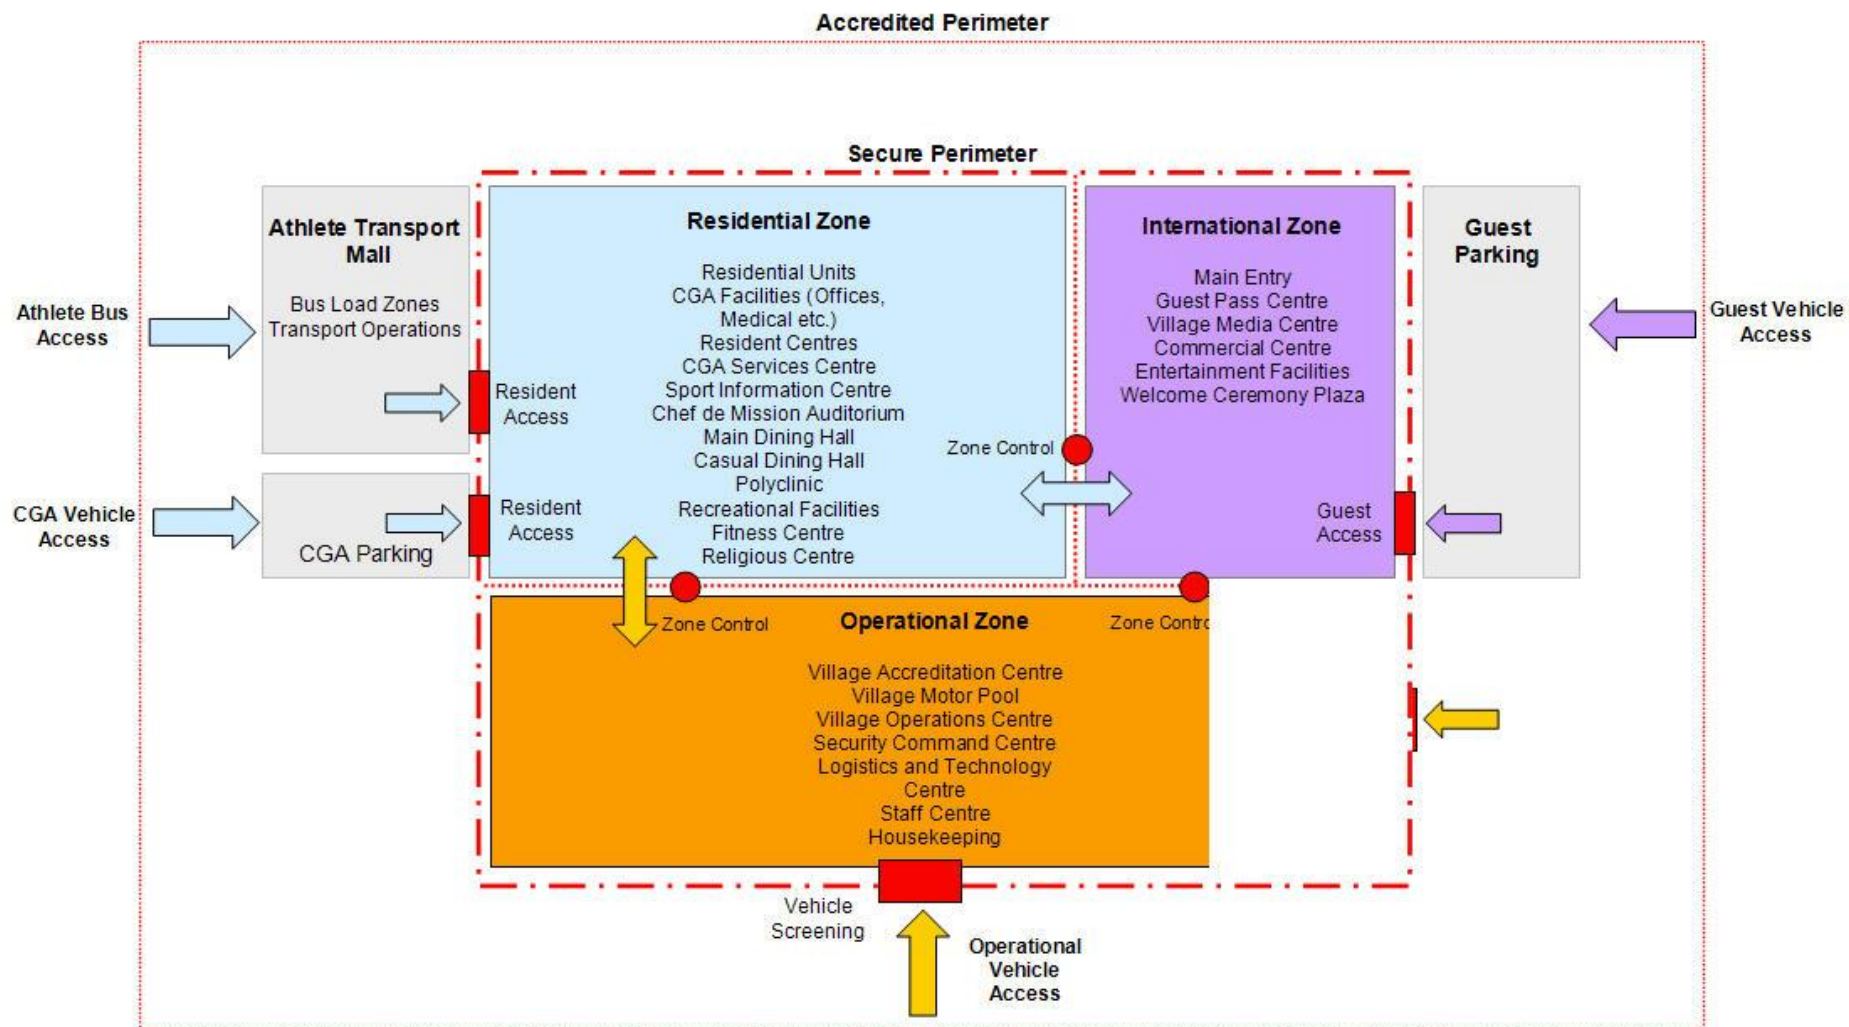 Accredited Perimeter
Secure Perimeter
Athlete Transport
Mall
Bus Load Zones
Transport Operations
Athlete Bus
Access
CGA Vehicle
Access
CGA Parking
Resident
Access
Resident
Access
Residential Zone
Residential Units
CGA Facilities (Offices,
Medical etc.)
Resident Centres
CGA Services Centre
Sport Information Centre
Chef de Mission Auditorium
Main Dining Hall
Casual Dining Hall
Polyclinic
Recreational Facilities
Fitness Centre
Religious Centre
Zone Control
International Zone
Main Entry
Guest Pass Centre
Village Media Centre
Commercial Centre
Entertainment Facilities
Welcome Ceremony Plaza
Guest
Access
Guest
Parking
Guest Vehicle
Access
Zone Control
Operational Zone
Zone Contro
Village Accreditation Centre
Village Motor Pool
Village Operations Centre
Security Command Centre
Logistics and Technology
Centre
Staff Centre
Housekeeping
Vehicle
Screening
Operational
Vehicle
Access